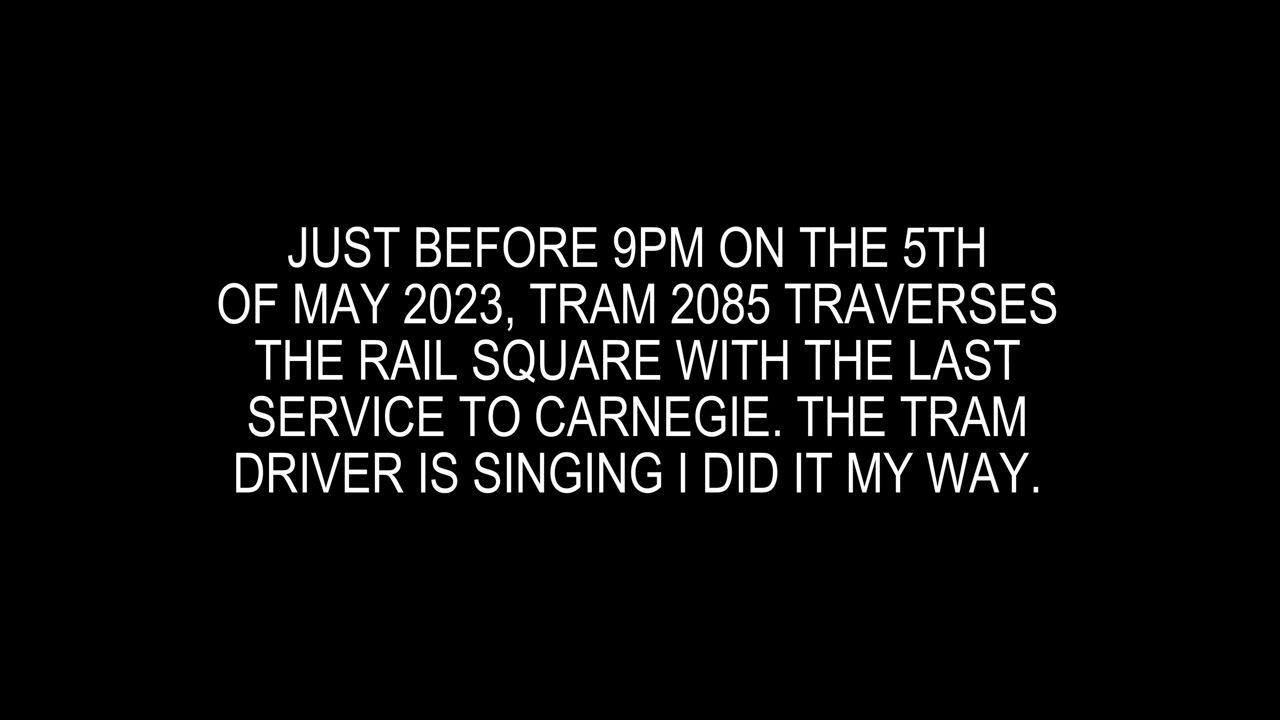 JUST BEFORE 9PM ON THE 5TH
OF MAY 2023, TRAM 2085 TRAVERSES
THE RAIL SQUARE WITH THE LAST
SERVICE TO CARNEGIE. THE TRAM
DRIVER IS SINGING I DID IT MY WAY.